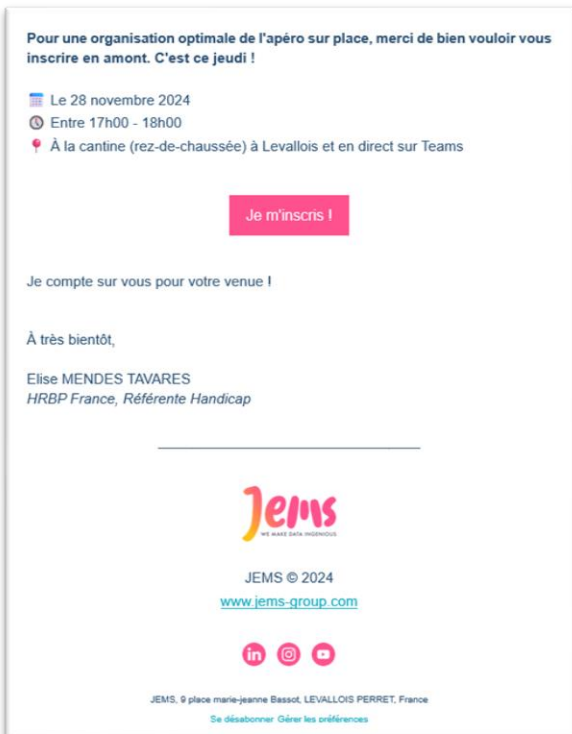 Pour une organisation optimale de l'apéro sur place, merci de bien vouloir vous
inscrire en amont. C'est ce jeudi !
Le 28 novembre 2024
Entre 17h00 - 18h00
À la cantine (rez-de-chaussée) à Levallois et en direct sur Teams
Je m'inscris !
Je compte sur vous pour votre venue !
À très bientôt,
Elise MENDES TAVARES
HRBP France, Référente Handicap
Jems
WE MAKE DATA INGENIOUS
JEMS © 2024
www.jems-group.com
in
JEMS, 9 place marie-jeanne Bassot, LEVALLOIS PERRET, France
Se désabonner Gérer les préférences